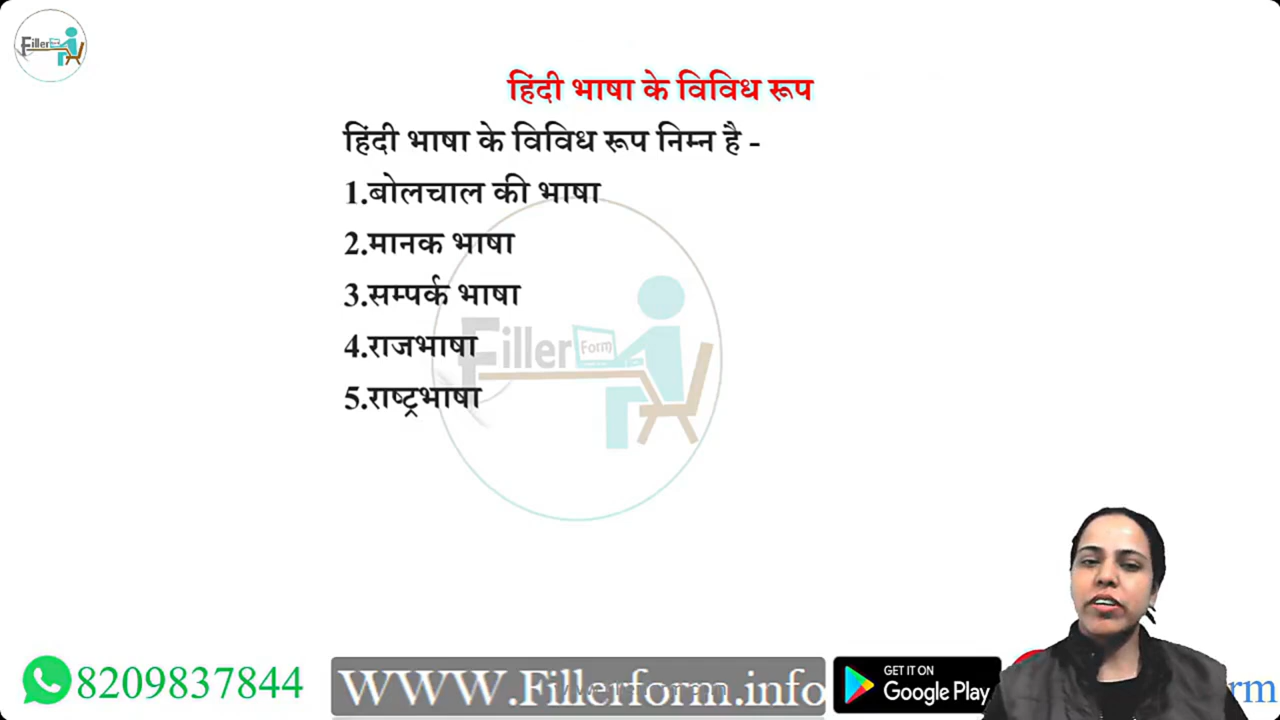 Filler Form
हिंदी भाषा के विविध रूप
हिंदी भाषा के विविध रूप निम्न है -
1.बोलचाल की भाषा
2.मानक भाषा
3.सम्पर्क भाषा
4.राजभाषा
5.राष्ट्रभाषा
Filler Form
8209837844
WWW.Fillerform.info
GET IT ON
Google Play
rm